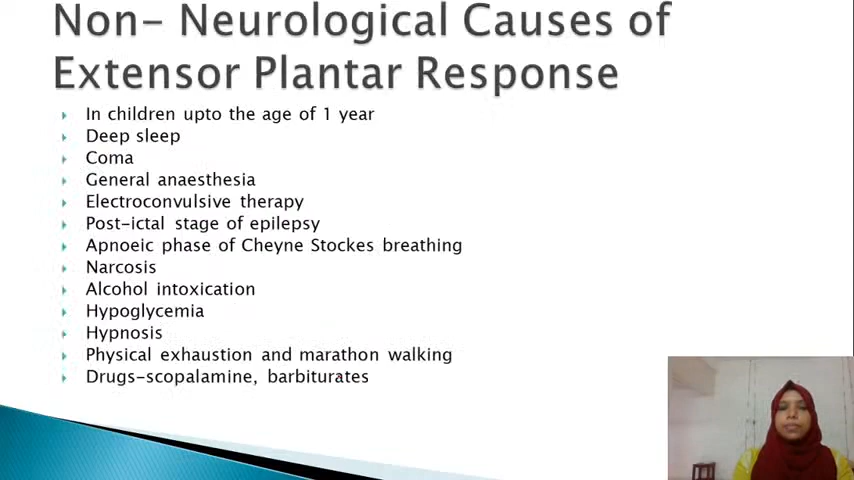 Non- Neurological Causes of
Extensor Plantar Response
In children upto the age of 1 year
Deep sleep
Coma
General anaesthesia
Electroconvulsive therapy
Post-ictal stage of epilepsy
Apnoeic phase of Cheyne Stockes breathing
Narcosis
Alcohol intoxication
Hypoglycemia
Hypnosis
Physical exhaustion and marathon walking
Drugs-scopalamine, barbiturates